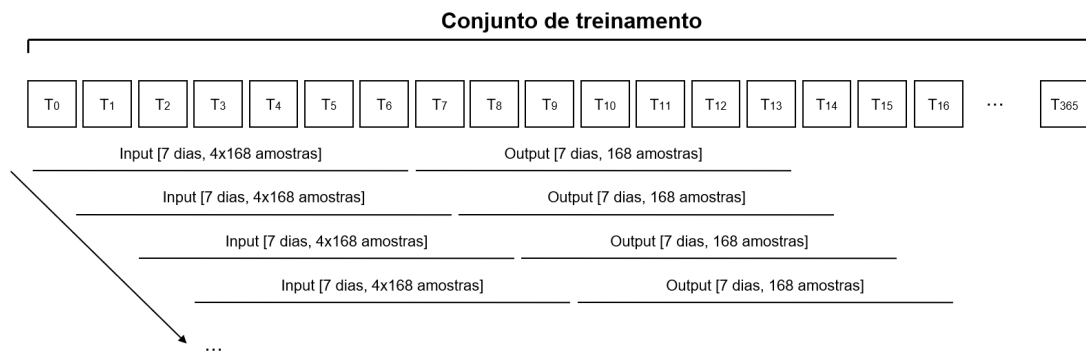 Conjunto de treinamento
T0 T1 T2 T3 T4 T5 T6 T7 T8 T9 T10 T11 T12 T13 T14 T15 T16 ... T365
Input [7 dias, 4x168 amostras] Output [7 dias, 168 amostras]
Input [7 dias, 4x168 amostras] Output [7 dias, 168 amostras]
Input [7 dias, 4x168 amostras] Output [7 dias, 168 amostras]
Input [7 dias, 4x168 amostras] Output [7 dias, 168 amostras]
...